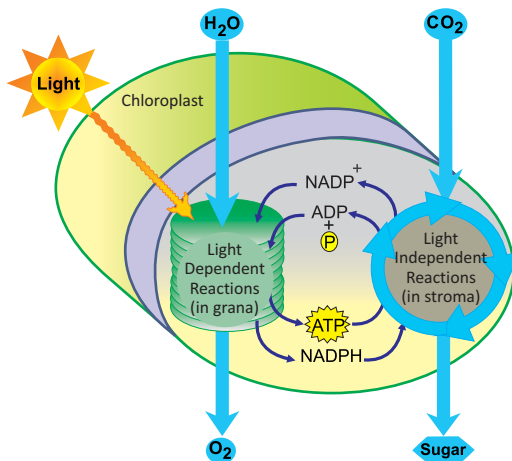 H₂O
CO₂
Light
Chloroplast
NADP⁺
ADP
+
P
Light
Dependent
Reactions
(in grana)
Light
Independent
Reactions
(in stroma)
ATP
NADPH
O₂
Sugar